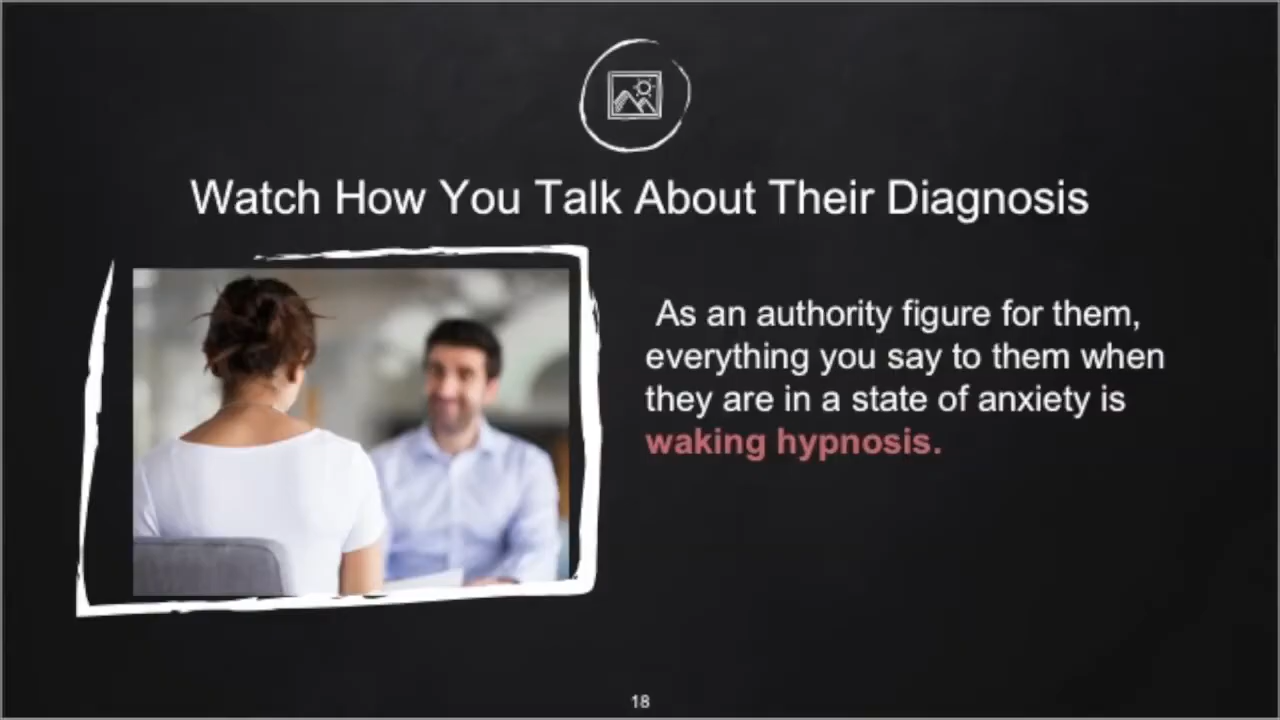 Watch How You Talk About Their Diagnosis
As an authority figure for them,
everything you say to them when
they are in a state of anxiety is
waking hypnosis.
18